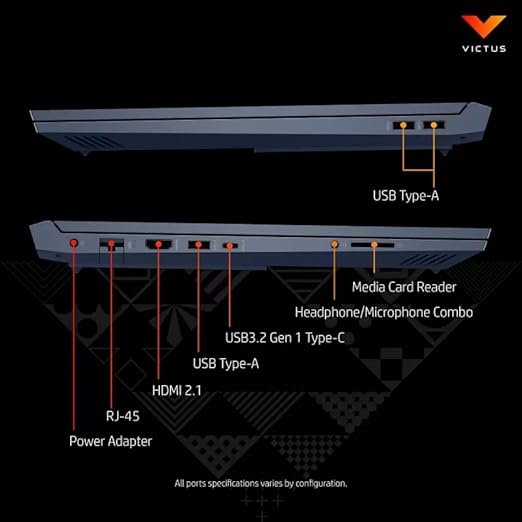 VICTUS
USB Type-A
Media Card Reader
Headphone/Microphone Combo
USB3.2 Gen 1 Type-C
USB Type-A
HDMI 2.1
RJ-45
Power Adapter
All ports specifications varies by configuration.